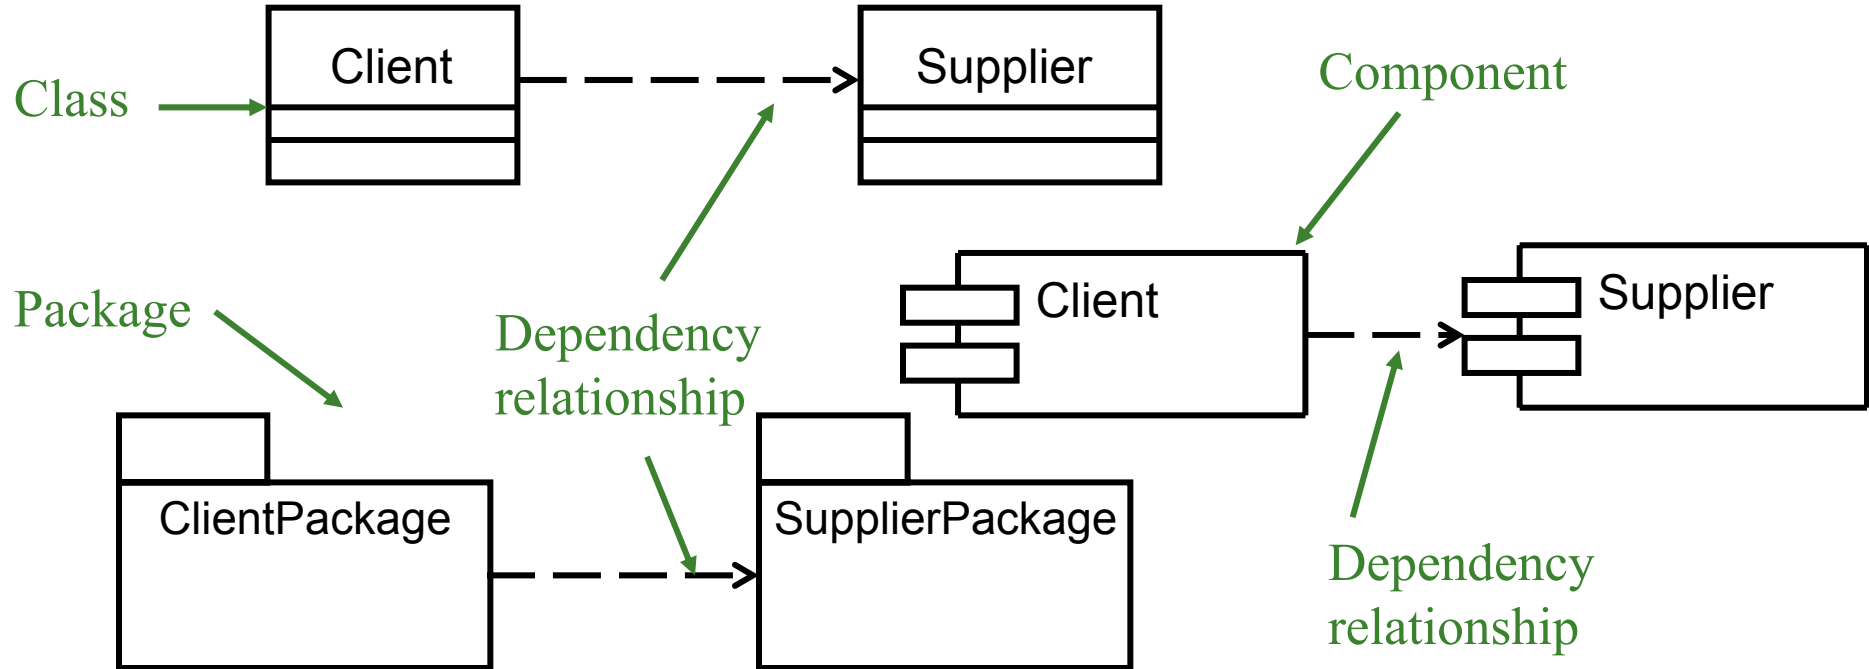 Client
Supplier
Component
Class
Client
Supplier
Package
Dependency
relationship
ClientPackage
SupplierPackage
Dependency
relationship